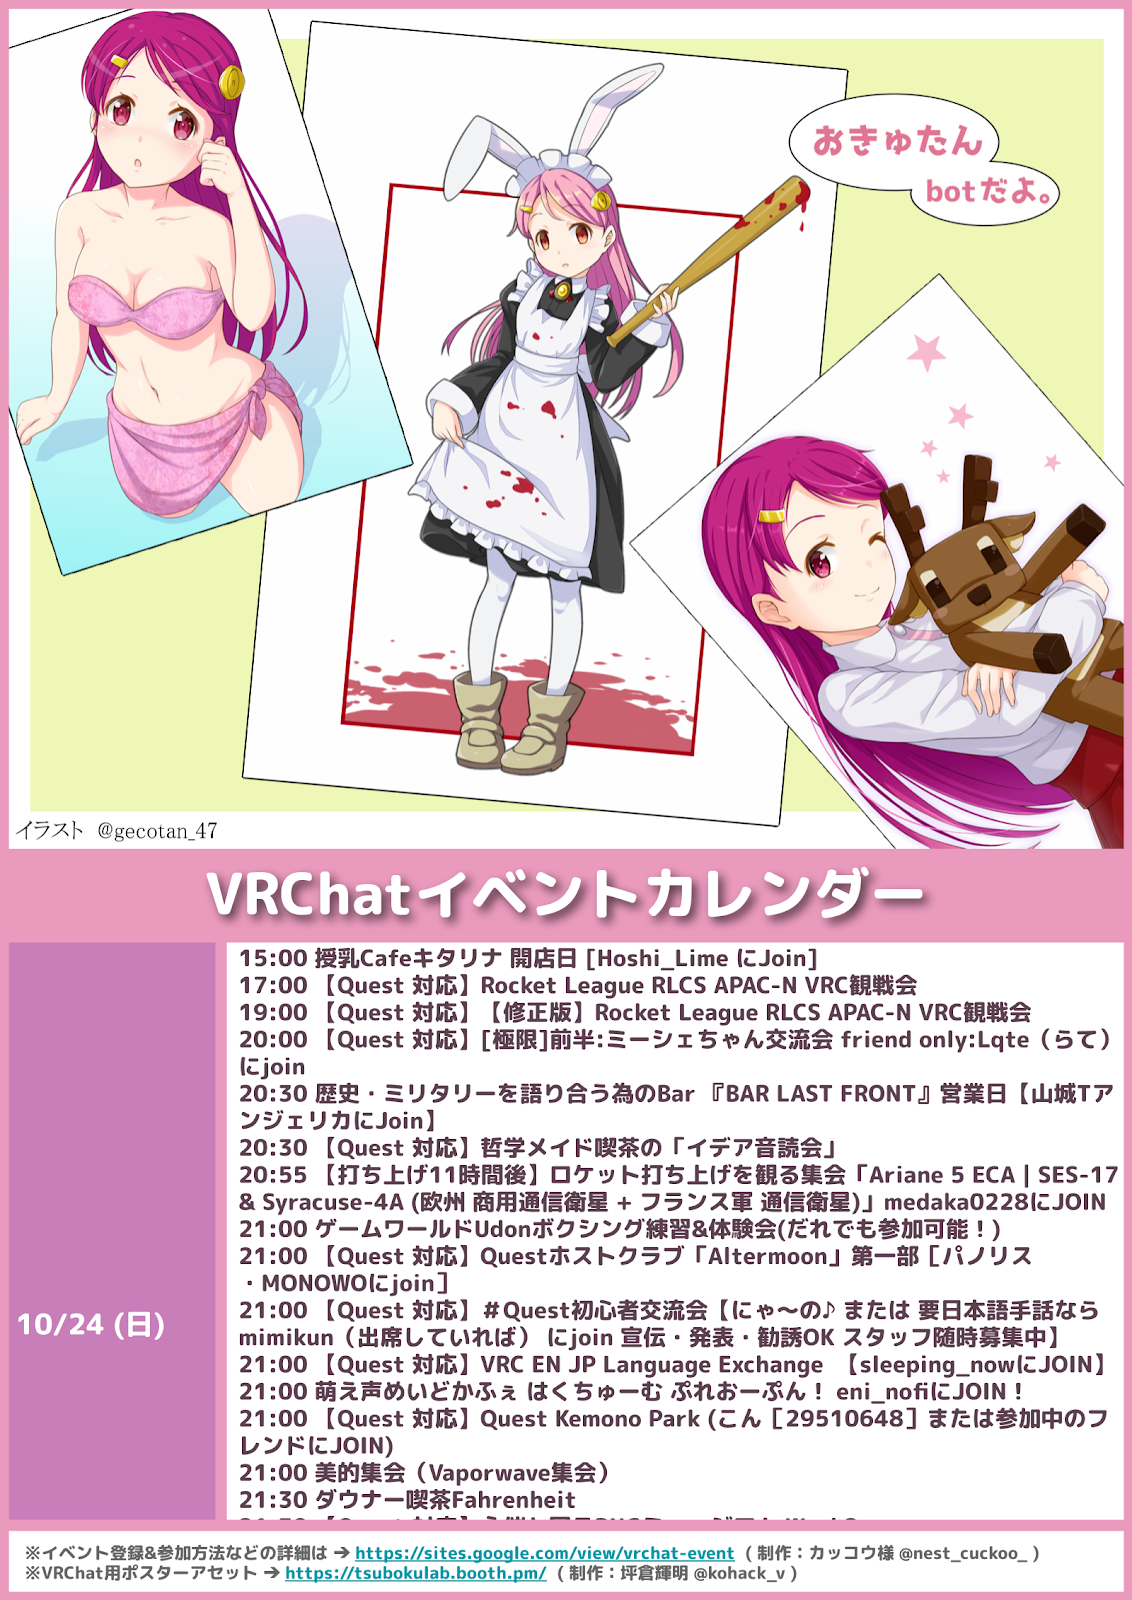 おきゅたん
botだよ。
イラスト @gecotan_47
VRChatイベントカレンダー
10/24 (日)
15:00 授乳Cafeキタリナ 開店日 [Hoshi_Lime にJoin]
17:00 【Quest 対応】Rocket League RLCS APAC-N VRC観戦会
19:00 【Quest 対応】【修正版】Rocket League RLCS APAC-N VRC観戦会
20:00 【Quest 対応】[極限]前半:ミーシェちゃん交流会 friend only:Lqte（らて）
にjoin
20:30 歴史・ミリタリーを語り合う為のBar 『BAR LAST FRONT』営業日【山城Tア
ンジェリカにJoin】
20:30 【Quest 対応】哲学メイド喫茶の「イデア音読会」
20:55 【打ち上げ11時間後】ロケット打ち上げを観る集会「Ariane 5 ECA | SES-17
& Syracuse-4A (欧州 商用通信衛星 + フランス軍 通信衛星)」medaka0228にJOIN
21:00 ゲームワールドUdonボクシング練習&体験会(だれでも参加可能！)
21:00 【Quest 対応】Questホストクラブ「Altermoon」第一部［パノリス
・MONOWOにjoin］
21:00 【Quest 対応】＃Quest初心者交流会【にゃ〜の♪ または 要日本語手話なら
mimikun（出席していれば） にjoin 宣伝・発表・勧誘OK スタッフ随時募集中】
21:00 【Quest 対応】VRC EN JP Language Exchange 【sleeping_nowにJOIN】
21:00 萌え声めいどかふぇ はくちゅーむ ぷれおーぷん！ eni_nofiにJOIN！
21:00 【Quest 対応】Quest Kemono Park (こん［29510648］または参加中のフ
レンドにJOIN)
21:00 美的集会（Vaporwave集会）
21:30 ダウナー喫茶Fahrenheit
※イベント登録&参加方法などの詳細は → https://sites.google.com/view/vrchat-event ( 制作：カッコウ様 @nest_cuckoo_ )
※VRChat用ポスターアセット → https://tsubokulab.booth.pm/ ( 制作：坪倉輝明 @kohack_v )